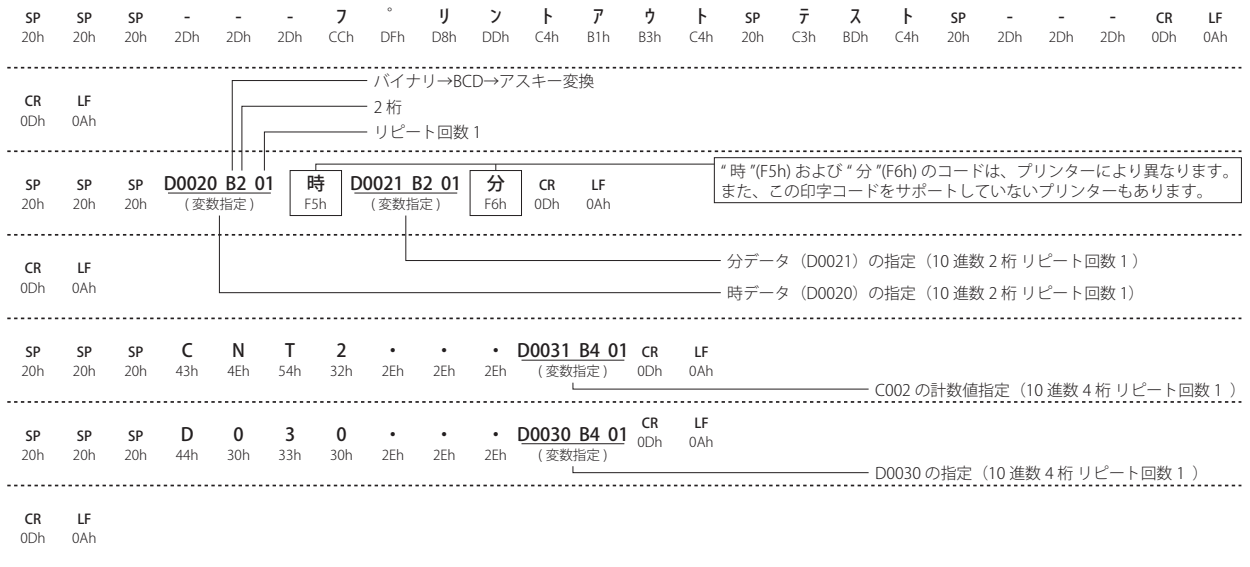 SP SP SP - - - フ ゜ リ ン ト ア ウ ト SP テ ス ト SP - - - CR LF
20h 20h 20h 2Dh 2Dh 2Dh CCh DFh D8h DDh C4h B1h B3h C4h 20h C3h BDh C4h 20h 2Dh 2Dh 2Dh 0Dh 0Ah
バイナリ→BCD→アスキー変換
CR LF
0Dh 0Ah
2 桁
リピート回数 1
“ 時 ”(F5h) および “ 分 ”(F6h) のコードは、プリンターにより異なります。
また、この印字コードをサポートしていないプリンターもあります。
SP SP SP D0020 B2 01 時 D0021 B2 01 分 CR LF
20h 20h 20h ( 変数指定 ) F5h ( 変数指定 ) F6h 0Dh 0Ah
分データ（D0021）の指定（10 進数 2 桁 リピート回数 1 ）
CR LF
0Dh 0Ah
時データ（D0020）の指定（10 進数 2 桁 リピート回数 1）
SP SP SP C N T 2 ・ ・ ・ D0031 B4 01 CR LF
20h 20h 20h 43h 4Eh 54h 32h 2Eh 2Eh 2Eh ( 変数指定 ) 0Dh 0Ah
C002 の計数値指定（10 進数 4 桁 リピート回数 1 ）
SP SP SP D 0 3 0 ・ ・ ・ D0030 B4 01 CR LF
20h 20h 20h 44h 30h 33h 30h 2Eh 2Eh 2Eh ( 変数指定 ) 0Dh 0Ah
D0030 の指定（10 進数 4 桁 リピート回数 1 ）
CR LF
0Dh 0Ah